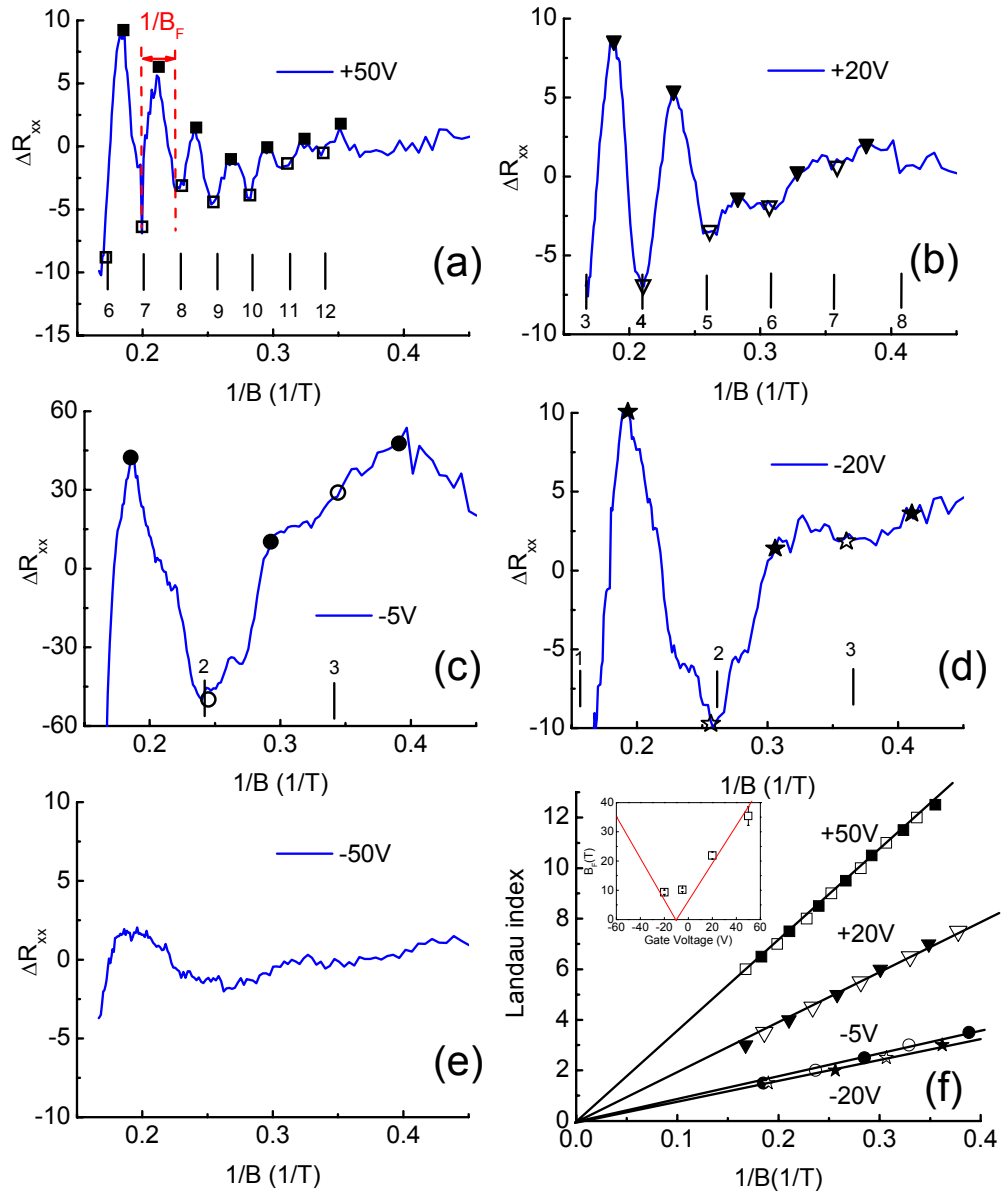 10
5
0
-5
-10
-15
ΔR_xx
1/B_F
+50V
(a)
6 7 8 9 10 11 12
0.2 0.3 0.4
1/B (1/T)
10
5
0
-5
-10
ΔR_xx
+20V
(b)
3 4 5 6 7 8
0.2 0.3 0.4
1/B (1/T)
60
30
0
-30
-60
ΔR_xx
-5V
(c)
2 3
0.2 0.3 0.4
1/B (1/T)
10
5
0
-5
-10
ΔR_xx
-20V
(d)
1 2 3
0.2 0.3 0.4
1/B (1/T)
10
5
0
-5
-10
ΔR_xx
-50V
(e)
0.2 0.3 0.4
1/B (1/T)
12
10
8
6
4
2
0
Landau index
40
30
20
10
0
B_F(T)
-60 -40 -20 0 20 40 60
Gate Voltage (V)
+50V
+20V
-5V
-20V
(f)
0.0 0.1 0.2 0.3 0.4
1/B(1/T)